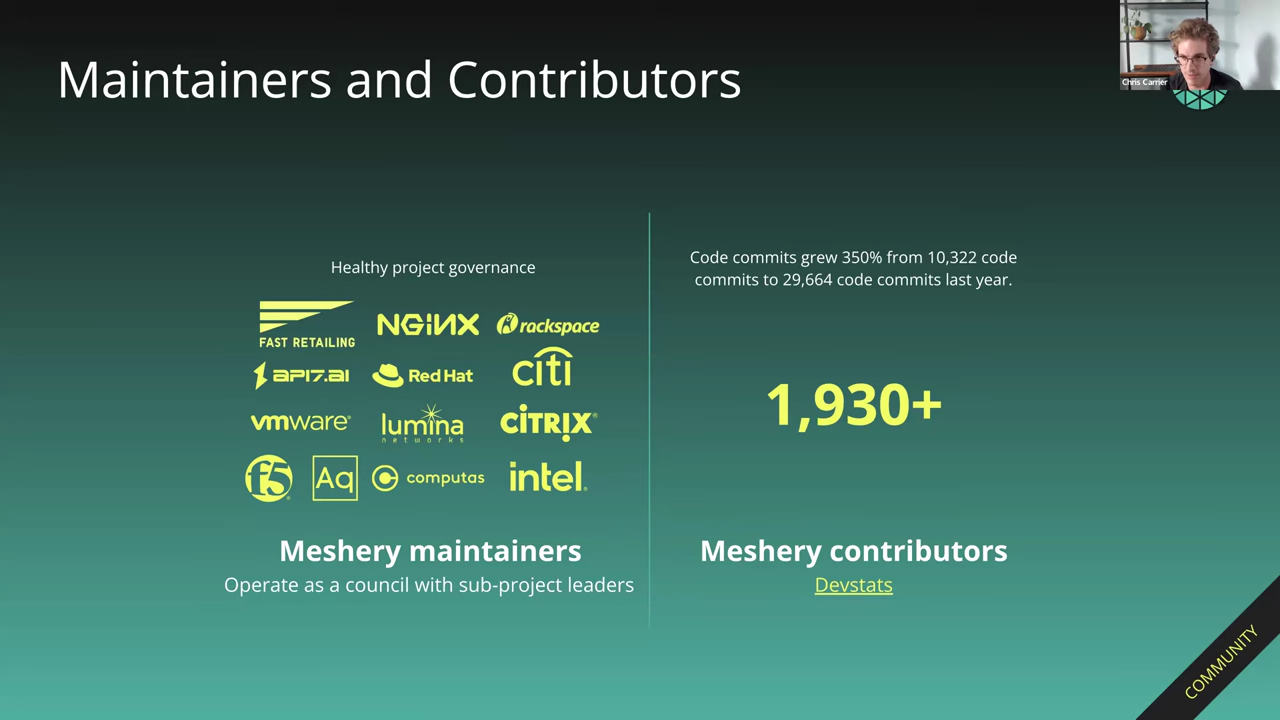 Maintainers and Contributors
Chris Carrier
Healthy project governance
FAST RETAILING
NGINX
rackspace
API7.AI
Red Hat
citi
vmware
lumina
networks
CITRIX
f5
Aq
computas
intel
Meshery maintainers
Operate as a council with sub-project leaders
Code commits grew 350% from 10,322 code
commits to 29,664 code commits last year.
1,930+
Meshery contributors
Devstats
COMMUNITY